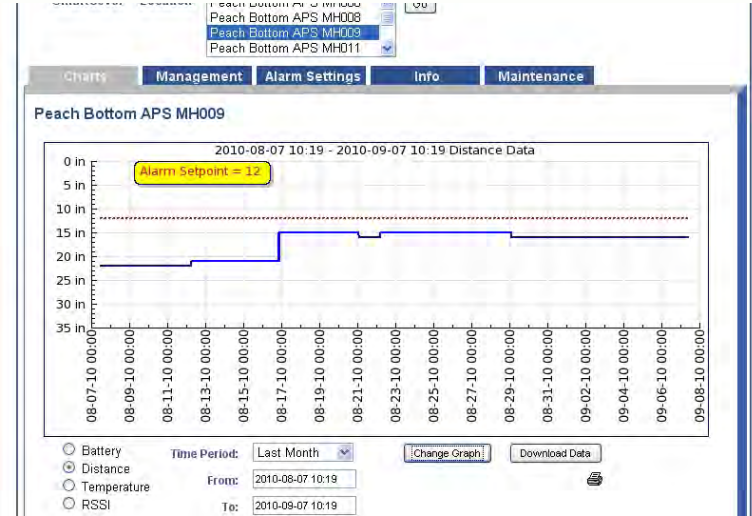 Peach Bottom APS MH008
Peach Bottom APS MH009
Peach Bottom APS MH011
Charts Management Alarm Settings Info Maintenance
Peach Bottom APS MH009
2010-08-07 10:19 - 2010-09-07 10:19 Distance Data
Alarm Setpoint = 12
0 in
5 in
10 in
15 in
20 in
25 in
30 in
35 in
08-07-10 00:00
08-09-10 00:00
08-11-10 00:00
08-13-10 00:00
08-15-10 00:00
08-17-10 00:00
08-19-10 00:00
08-21-10 00:00
08-23-10 00:00
08-25-10 00:00
08-27-10 00:00
08-29-10 00:00
08-31-10 00:00
09-02-10 00:00
09-04-10 00:00
09-06-10 00:00
09-08-10 00:00
Battery
Distance
Temperature
RSSI
Time Period: Last Month
From: 2010-08-07 10:19
To: 2010-09-07 10:19
Change Graph
Download Data